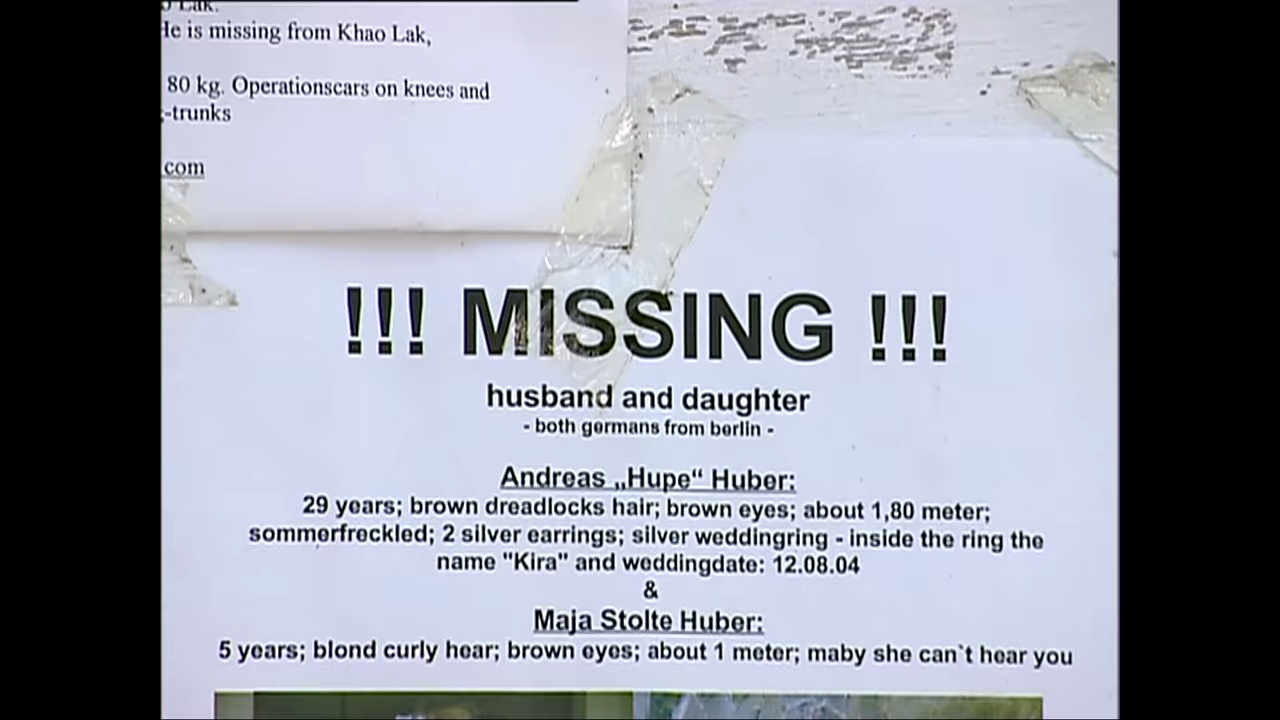 o Lak.
He is missing from Khao Lak,
80 kg. Operationscars on knees and
-trunks
com
!!! MISSING !!!
husband and daughter
- both germans from berlin -
Andreas „Hupe“ Huber:
29 years; brown dreadlocks hair; brown eyes; about 1,80 meter;
sommerfreckled; 2 silver earrings; silver weddingring - inside the ring the
name "Kira" and weddingdate: 12.08.04
&
Maja Stolte Huber:
5 years; blond curly hear; brown eyes; about 1 meter; maby she can`t hear you